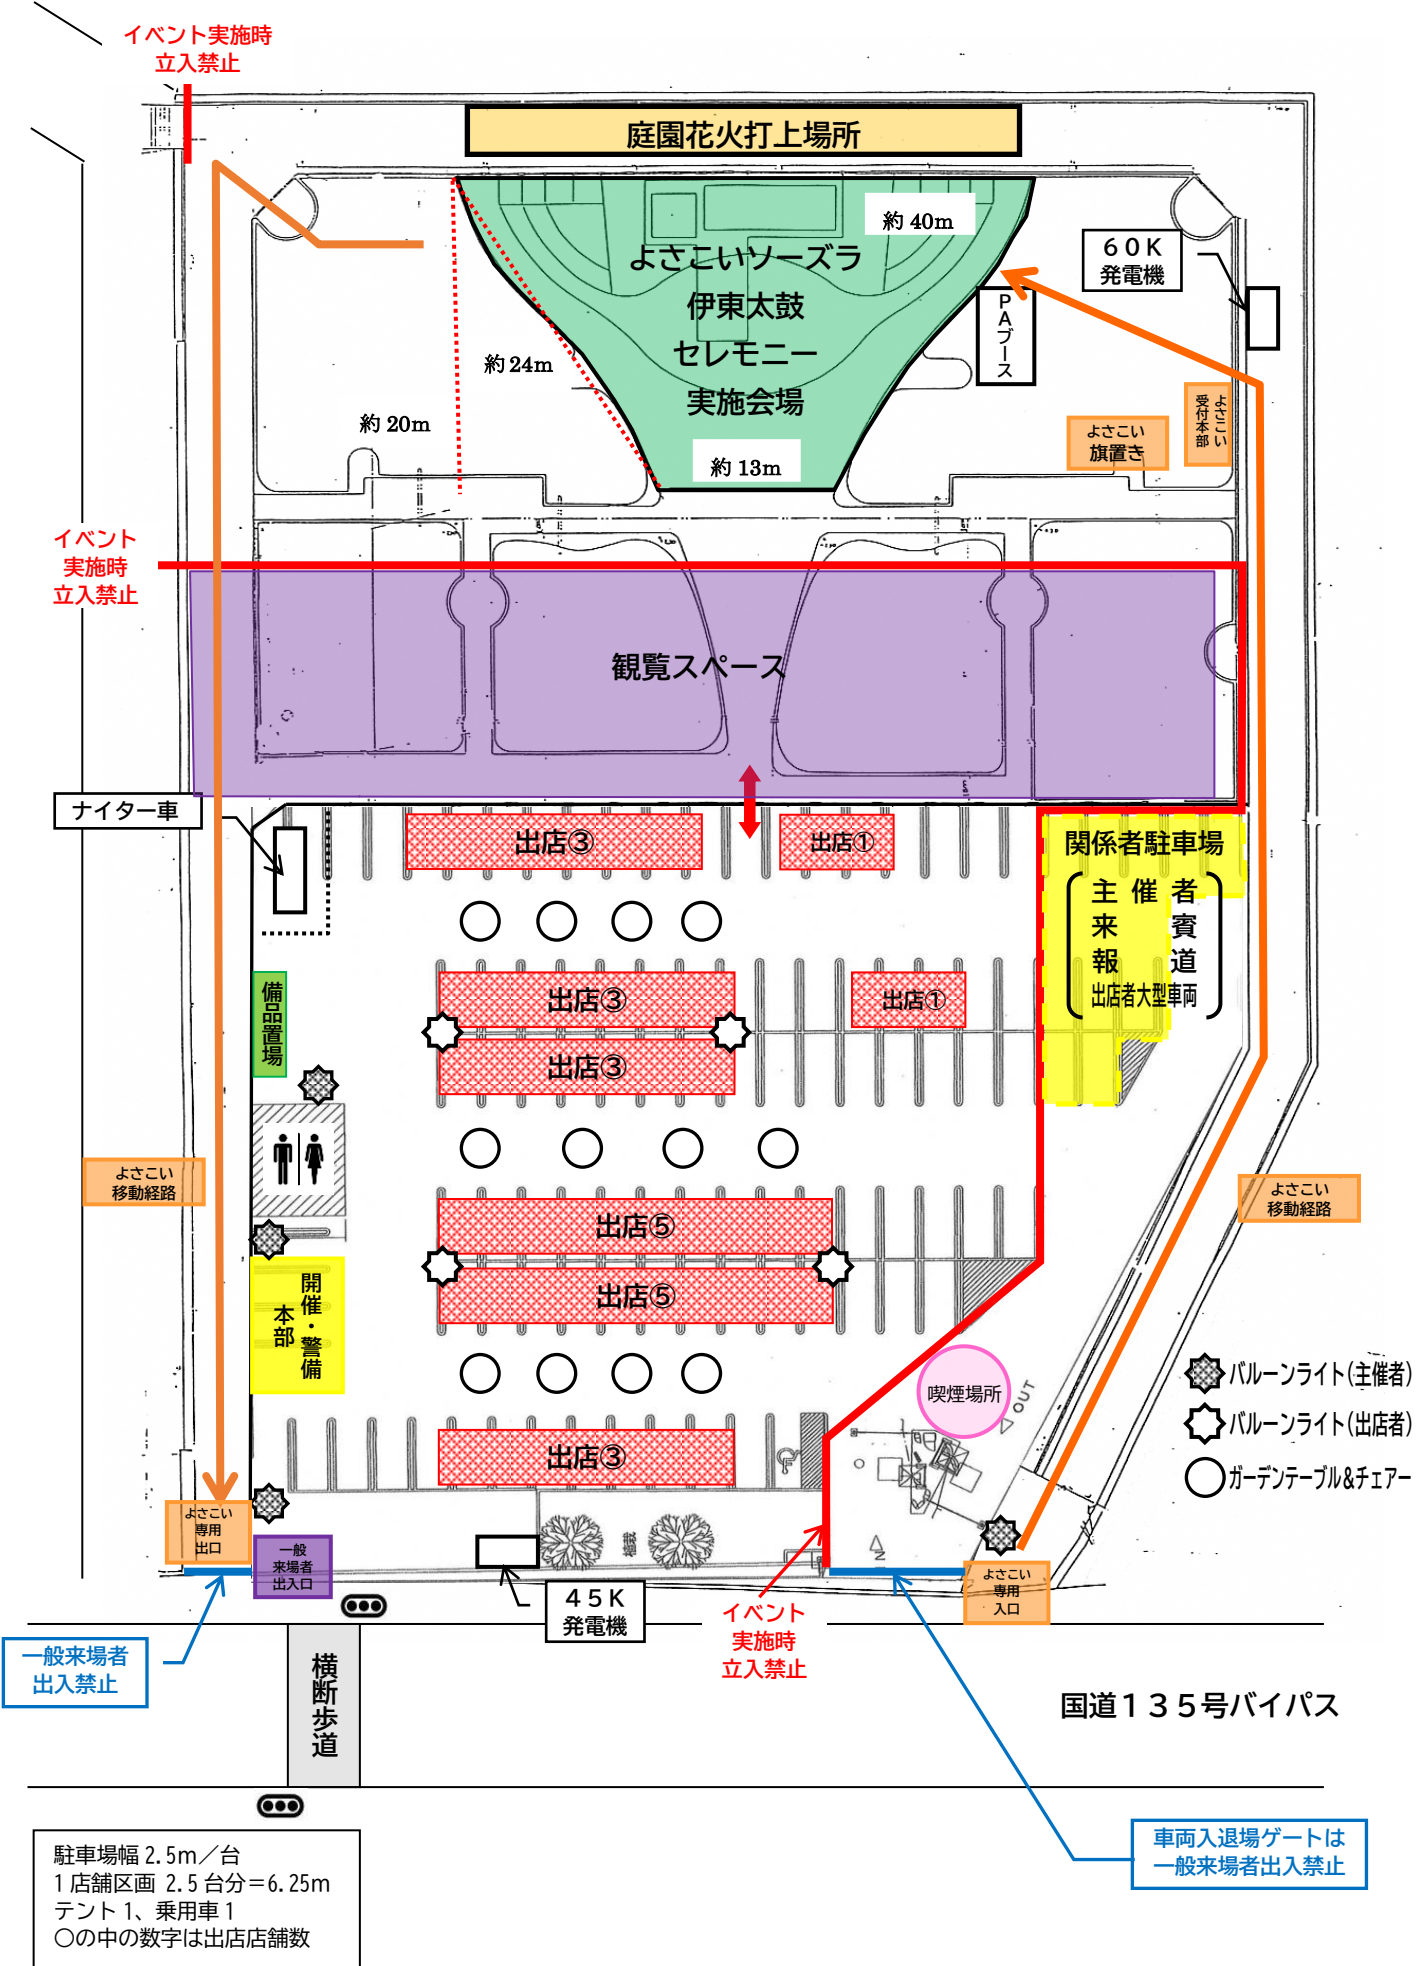 イベント実施時
立入禁止
庭園花火打上場所
約 40m
よさこいソーズラ
伊東太鼓
セレモニー
実施会場
約 24m
約 20m
約 13m
６０Ｋ
発電機
PAブース
よさこい
受付本部
よさこい
旗置き
イベント
実施時
立入禁止
観覧スペース
ナイター車
出店③
出店①
関係者駐車場
主催者
来賓
報道
出店者大型車両
出店③
出店①
出店③
備品置場
よさこい
移動経路
よさこい
移動経路
出店⑤
出店⑤
開催・警備
本部
喫煙場所
OUT
バルーンライト(主催者)
バルーンライト(出店者)
ガーデンテーブル&チェアー
出店③
よさこい
専用
出口
一般
来場者
出入口
植栽
N
よさこい
専用
入口
４５Ｋ
発電機
イベント
実施時
立入禁止
一般来場者
出入禁止
横断歩道
国道１３５号バイパス
車両入退場ゲートは
一般来場者出入禁止
駐車場幅 2.5m／台
1 店舗区画 2.5 台分＝6.25m
テント 1、乗用車 1
〇の中の数字は出店店舗数